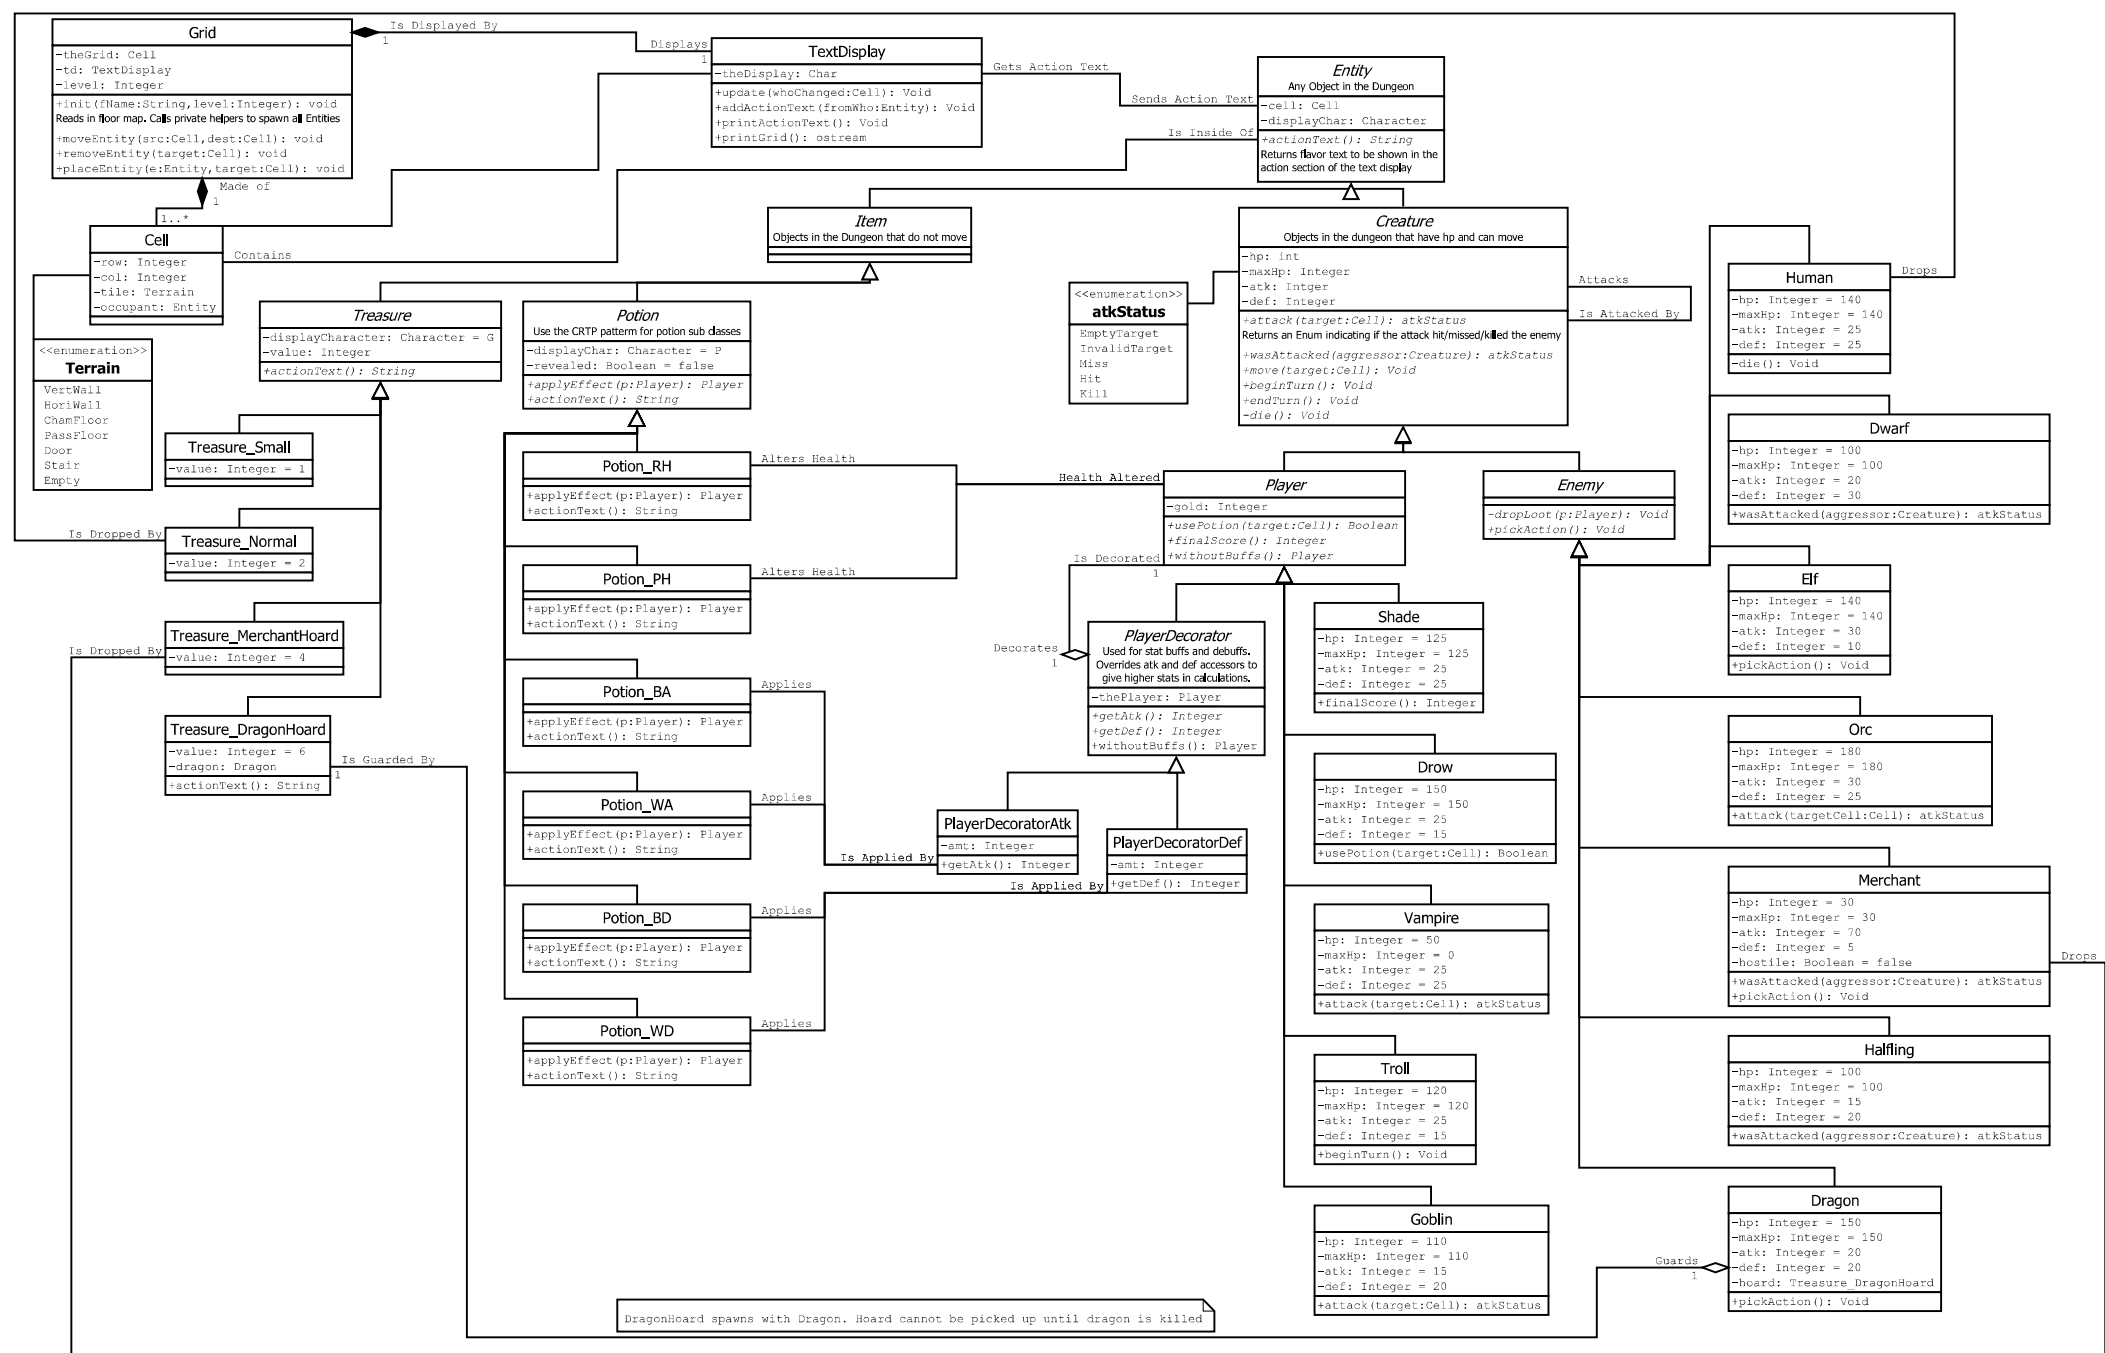 Grid
-theGrid: Cell
-td: TextDisplay
-level: Integer
+init(fName:String,level:Integer): void
Reads in floor map. Calls private helpers to spawn all Entities
+moveEntity(src:Cell,dest:Cell): void
+removeEntity(target:Cell): void
+placeEntity(e:Entity,target:Cell): void
Is Displayed By
1
Displays
1
TextDisplay
-theDisplay: Char
+update(whoChanged:Cell): Void
+addActionText(fromWho:Entity): Void
+printActionText(): Void
+printGrid(): ostream
Gets Action Text
Sends Action Text
Is Inside Of
Entity
Any Object in the Dungeon
-cell: Cell
-displayChar: Character
+actionText(): String
Returns flavor text to be shown in the
action section of the text display
Made of
1
1..*
Cell
-row: Integer
-col: Integer
-tile: Terrain
-occupant: Entity
Contains
Item
Objects in the Dungeon that do not move
Creature
Objects in the dungeon that have hp and can move
-hp: int
-maxHp: Integer
-atk: Intger
-def: Integer
+attack(target:Cell): atkStatus
Returns an Enum indicating if the attack hit/missed/killed the enemy
+wasAttacked(aggressor:Creature): atkStatus
+move(target:Cell): Void
+beginTurn(): Void
+endTurn(): Void
-die(): Void
Attacks
Is Attacked By
<<enumeration>>
atkStatus
EmptyTarget
InvalidTarget
Miss
Hit
Kill
<<enumeration>>
Terrain
VertWall
HoriWall
ChamFloor
PassFloor
Door
Stair
Empty
Treasure
-displayCharacter: Character = G
-value: Integer
+actionText(): String
Potion
Use the CRTP patterm for potion sub classes
-displayChar: Character = P
-revealed: Boolean = false
+applyEffect(p:Player): Player
+actionText(): String
Treasure_Small
-value: Integer = 1
Is Dropped By
Treasure_Normal
-value: Integer = 2
Is Dropped By
Treasure_MerchantHoard
-value: Integer = 4
Treasure_DragonHoard
-value: Integer = 6
-dragon: Dragon
+actionText(): String
Is Guarded By
1
Potion_RH
+applyEffect(p:Player): Player
+actionText(): String
Alters Health
Potion_PH
+applyEffect(p:Player): Player
+actionText(): String
Alters Health
Potion_BA
+applyEffect(p:Player): Player
+actionText(): String
Applies
Potion_WA
+applyEffect(p:Player): Player
+actionText(): String
Applies
Potion_BD
+applyEffect(p:Player): Player
+actionText(): String
Applies
Potion_WD
+applyEffect(p:Player): Player
+actionText(): String
Applies
Health Altered
Player
-gold: Integer
+usePotion(target:Cell): Boolean
+finalScore(): Integer
+withoutBuffs(): Player
Is Decorated
1
Decorates
1
PlayerDecorator
Used for stat buffs and debuffs.
Overrides atk and def accessors to
give higher stats in calculations.
-thePlayer: Player
+getAtk(): Integer
+getDef(): Integer
+withoutBuffs(): Player
Is Applied By
PlayerDecoratorAtk
-amt: Integer
+getAtk(): Integer
Is Applied By
PlayerDecoratorDef
-amt: Integer
+getDef(): Integer
Shade
-hp: Integer = 125
-maxHp: Integer = 125
-atk: Integer = 25
-def: Integer = 25
+finalScore(): Integer
Drow
-hp: Integer = 150
-maxHp: Integer = 150
-atk: Integer = 25
-def: Integer = 15
+usePotion(target:Cell): Boolean
Vampire
-hp: Integer = 50
-maxHp: Integer = 0
-atk: Integer = 25
-def: Integer = 25
+attack(target:Cell): atkStatus
Troll
-hp: Integer = 120
-maxHp: Integer = 120
-atk: Integer = 25
-def: Integer = 15
+beginTurn(): Void
Goblin
-hp: Integer = 110
-maxHp: Integer = 110
-atk: Integer = 15
-def: Integer = 20
+attack(target:Cell): atkStatus
Enemy
-dropLoot(p:Player): Void
+pickAction(): Void
Human
-hp: Integer = 140
-maxHp: Integer = 140
-atk: Integer = 25
-def: Integer = 25
-die(): Void
Drops
Dwarf
-hp: Integer = 100
-maxHp: Integer = 100
-atk: Integer = 20
-def: Integer = 30
+wasAttacked(aggressor:Creature): atkStatus
Elf
-hp: Integer = 140
-maxHp: Integer = 140
-atk: Integer = 30
-def: Integer = 10
+pickAction(): Void
Orc
-hp: Integer = 180
-maxHp: Integer = 180
-atk: Integer = 30
-def: Integer = 25
+attack(targetCell:Cell): atkStatus
Merchant
-hp: Integer = 30
-maxHp: Integer = 30
-atk: Integer = 70
-def: Integer = 5
-hostile: Boolean = false
+wasAttacked(aggressor:Creature): atkStatus
+pickAction(): Void
Drops
Halfling
-hp: Integer = 100
-maxHp: Integer = 100
-atk: Integer = 15
-def: Integer = 20
+wasAttacked(aggressor:Creature): atkStatus
Dragon
-hp: Integer = 150
-maxHp: Integer = 150
-atk: Integer = 20
-def: Integer = 20
-hoard: Treasure_DragonHoard
+pickAction(): Void
Guards
1
DragonHoard spawns with Dragon. Hoard cannot be picked up until dragon is killed